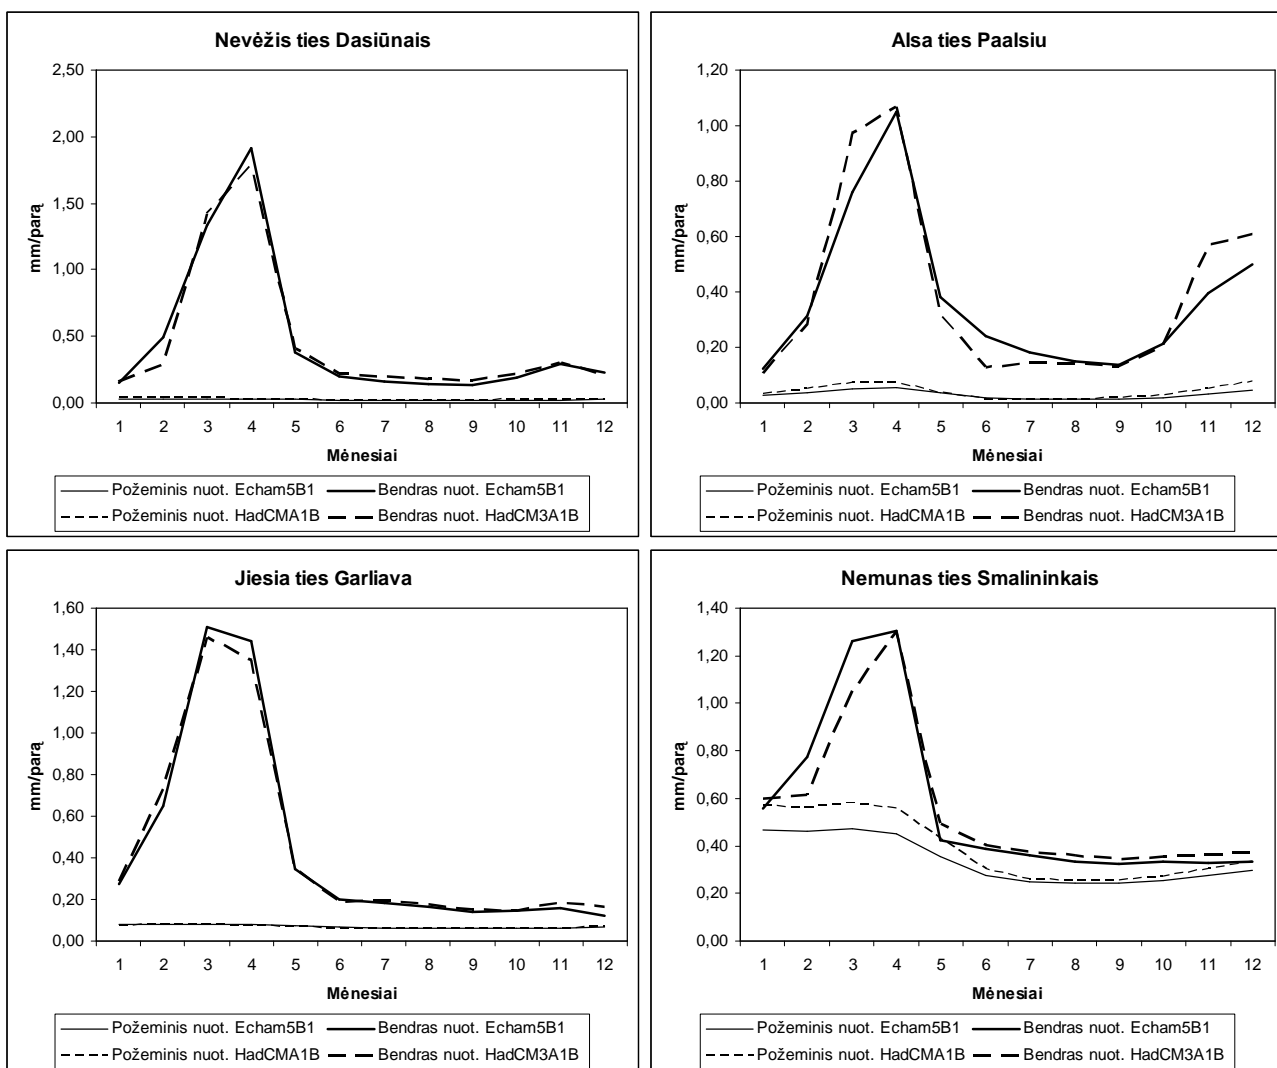 Nevėžis ties Dasiūnais
2,50
2,00
1,50
1,00
0,50
0,00
mm/parą
1 2 3 4 5 6 7 8 9 10 11 12
Mėnesiai
Požeminis nuot. Echam5B1 Bendras nuot. Echam5B1
Požeminis nuot. HadCMA1B Bendras nuot. HadCM3A1B
Alsa ties Paalsiu
1,20
1,00
0,80
0,60
0,40
0,20
0,00
mm/parą
1 2 3 4 5 6 7 8 9 10 11 12
Mėnesiai
Požeminis nuot. Echam5B1 Bendras nuot. Echam5B1
Požeminis nuot. HadCMA1B Bendras nuot. HadCM3A1B
Jiesia ties Garliava
1,60
1,40
1,20
1,00
0,80
0,60
0,40
0,20
0,00
mm/parą
1 2 3 4 5 6 7 8 9 10 11 12
Mėnesiai
Požeminis nuot. Echam5B1 Bendras nuot. Echam5B1
Požeminis nuot. HadCMA1B Bendras nuot. HadCM3A1B
Nemunas ties Smalininkais
1,40
1,20
1,00
0,80
0,60
0,40
0,20
0,00
mm/parą
1 2 3 4 5 6 7 8 9 10 11 12
Mėnesiai
Požeminis nuot. Echam5B1 Bendras nuot. Echam5B1
Požeminis nuot. HadCMA1B Bendras nuot. HadCM3A1B